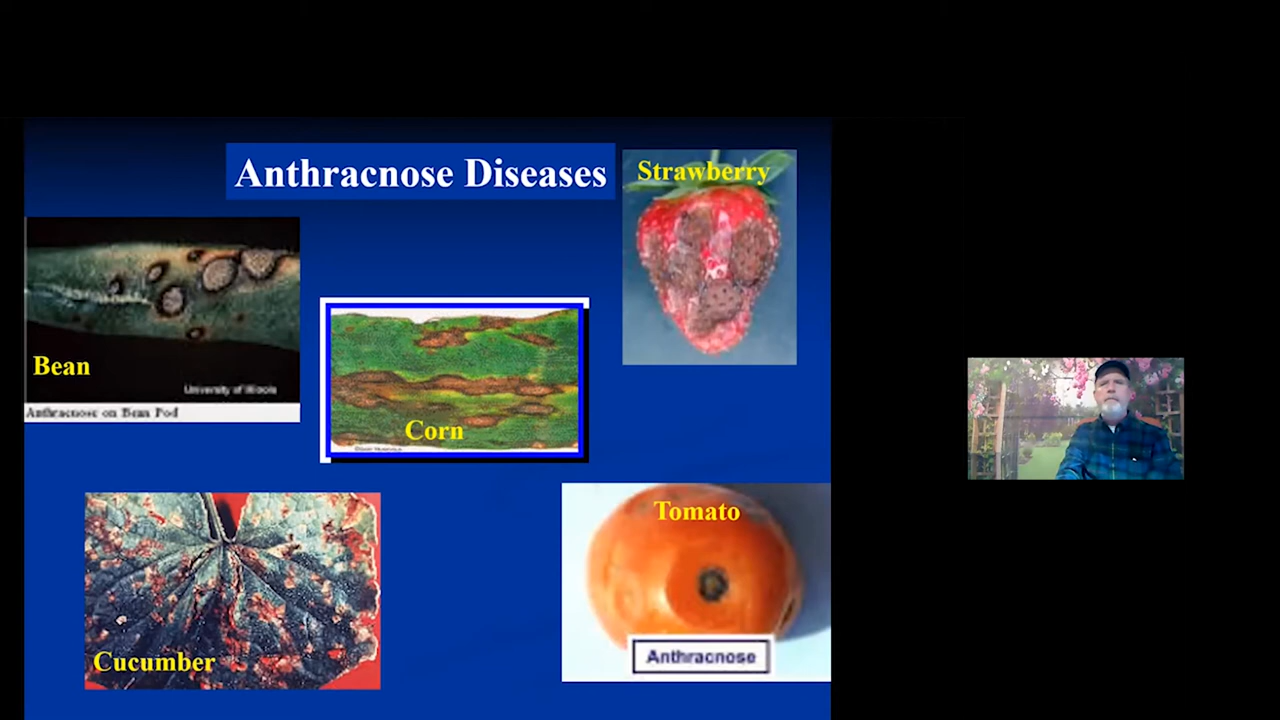 Anthracnose Diseases
Strawberry
Bean
University of Illinois
Anthracnose on Bean Pod
Corn
Cucumber
Tomato
Anthracnose